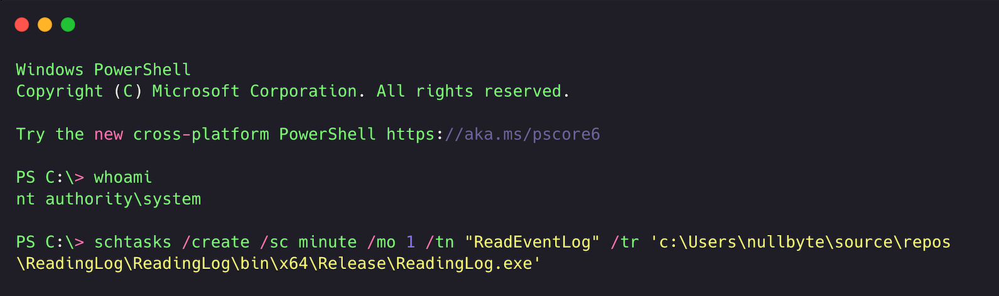 Windows PowerShell
Copyright (C) Microsoft Corporation. All rights reserved.
Try the new cross-platform PowerShell https://aka.ms/pscore6
PS C:\> whoami
nt authority\system
PS C:\> schtasks /create /sc minute /mo 1 /tn "ReadEventLog" /tr 'c:\Users\nullbyte\source\repos
\ReadingLog\ReadingLog\bin\x64\Release\ReadingLog.exe'